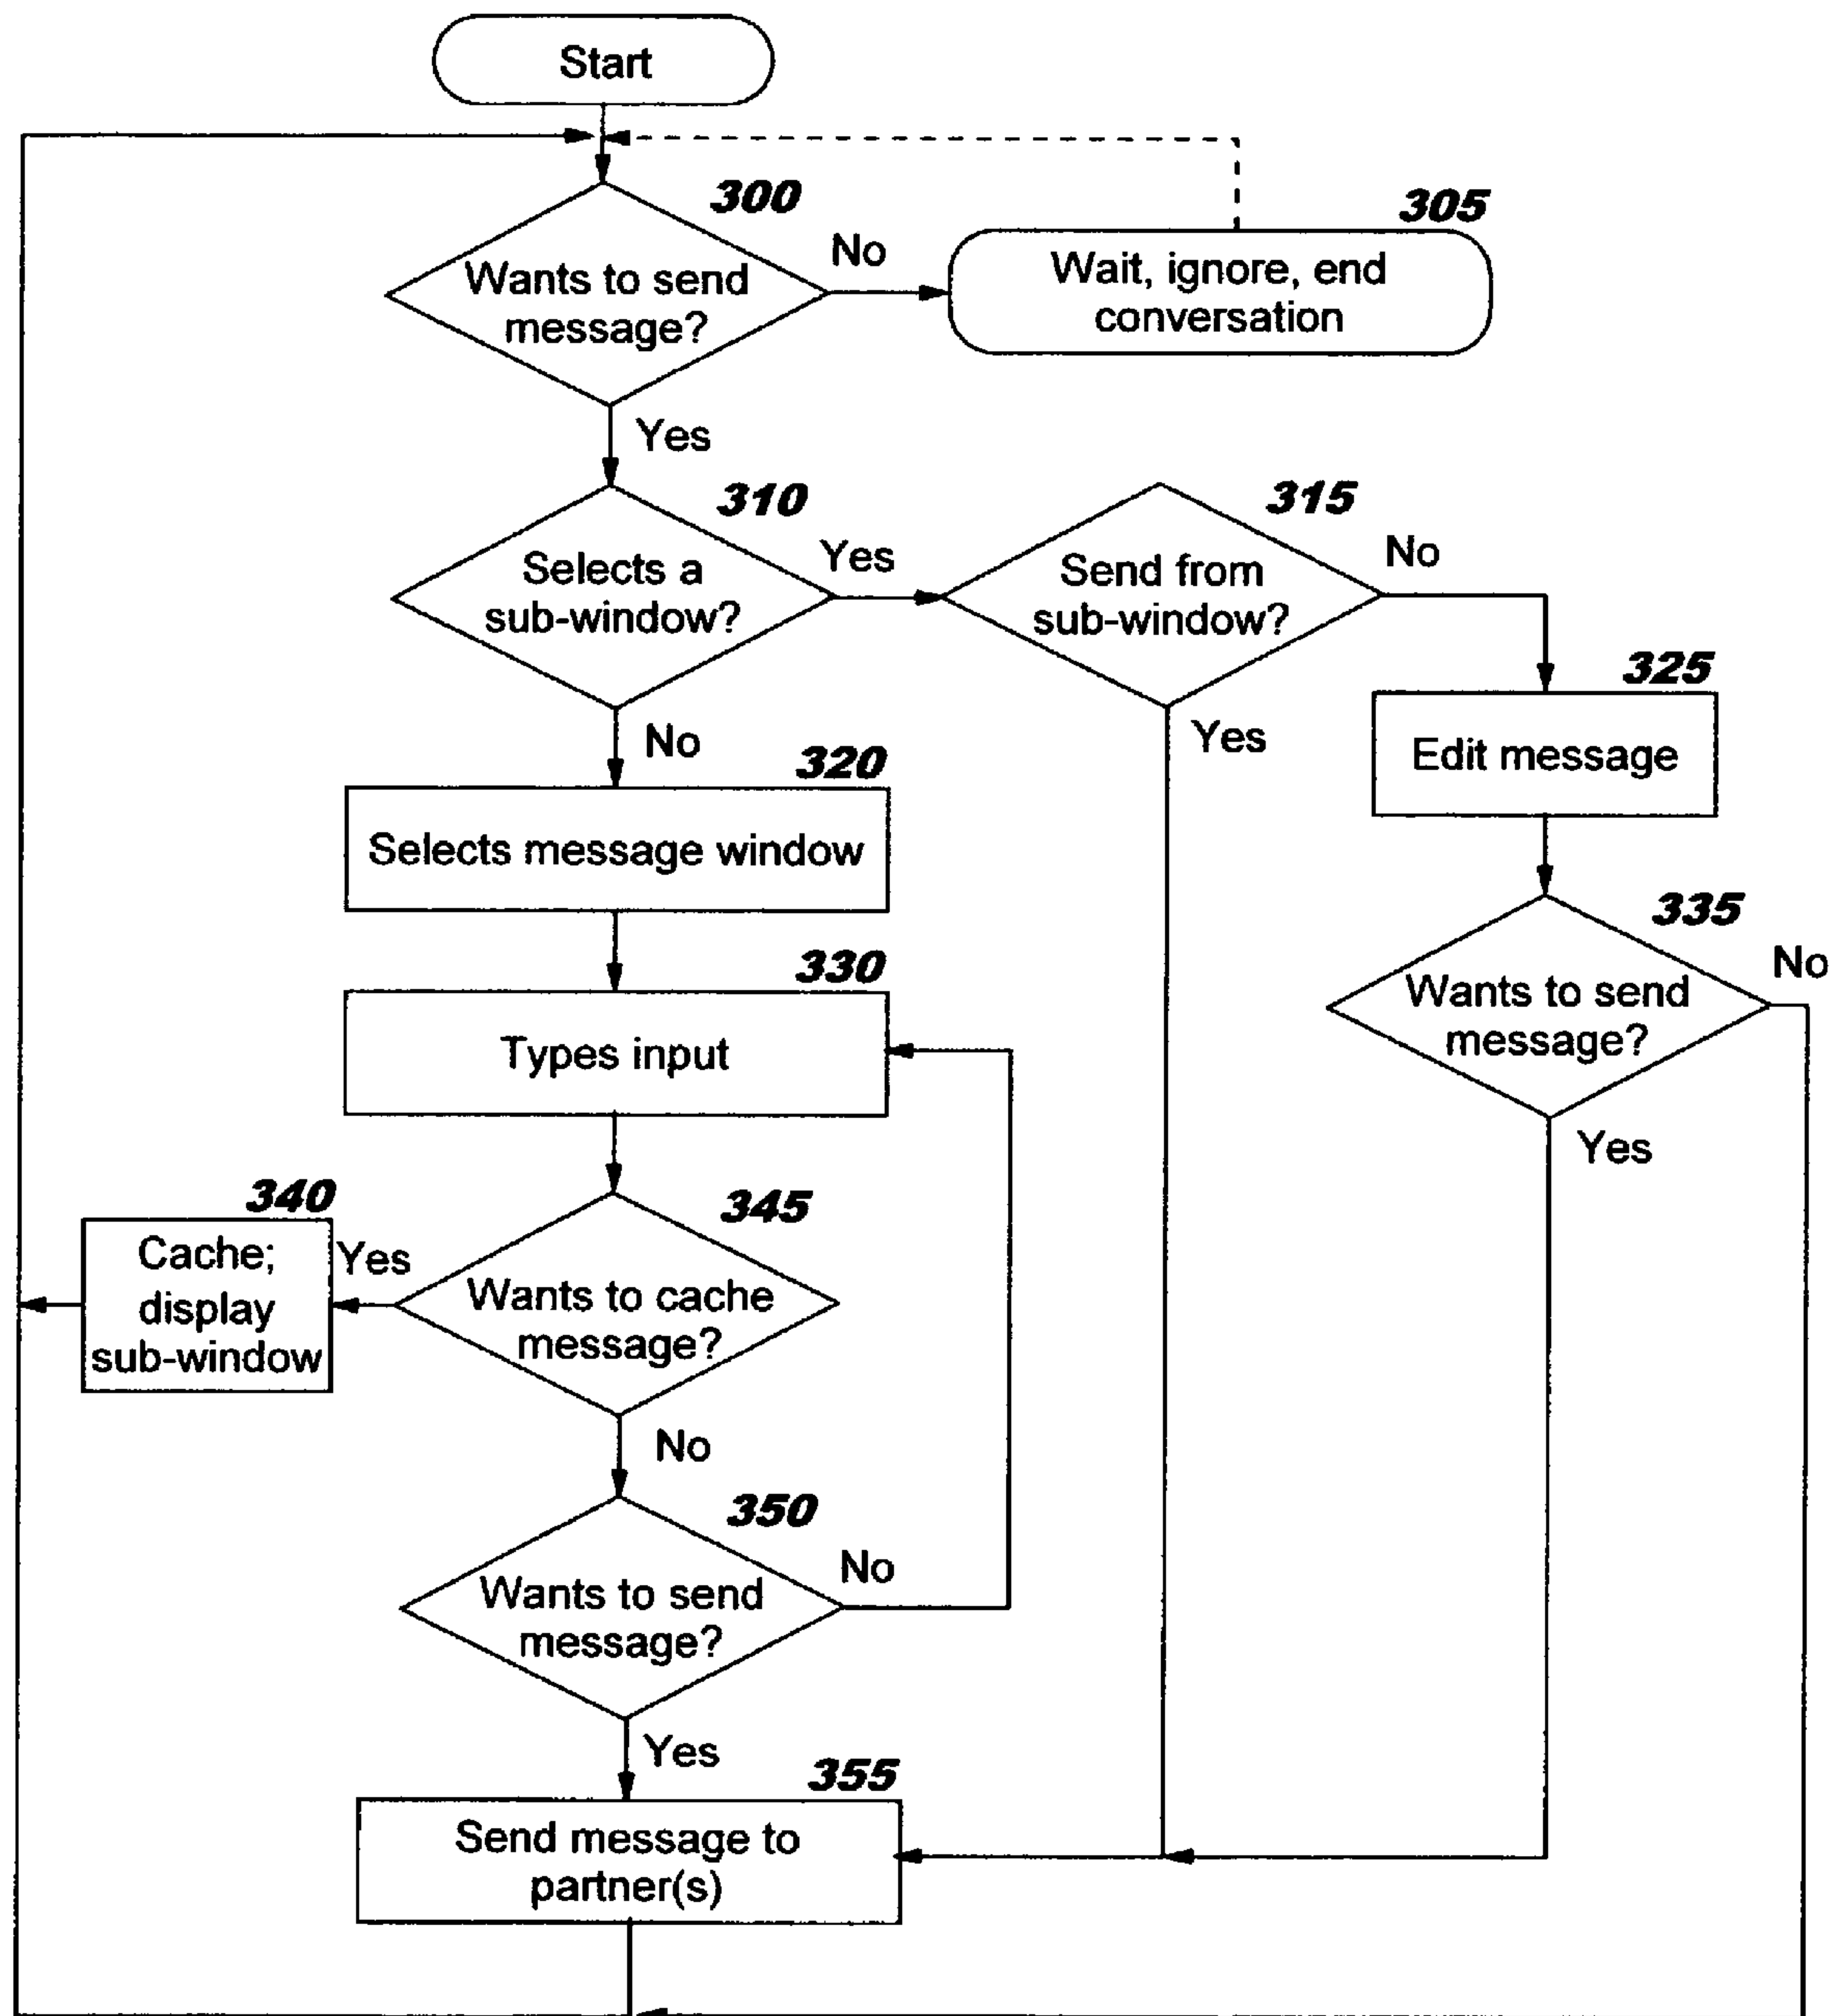 Start
300
Wants to send
message?
No
305
Wait, ignore, end
conversation
Yes
310
Selects a
sub-window?
Yes
315
Send from
sub-window?
No
No
Yes
320
Selects message window
325
Edit message
330
Types input
335
Wants to send
message?
No
Yes
340
Cache;
display
sub-window
Yes
345
Wants to cache
message?
No
350
Wants to send
message?
No
Yes
355
Send message to
partner(s)